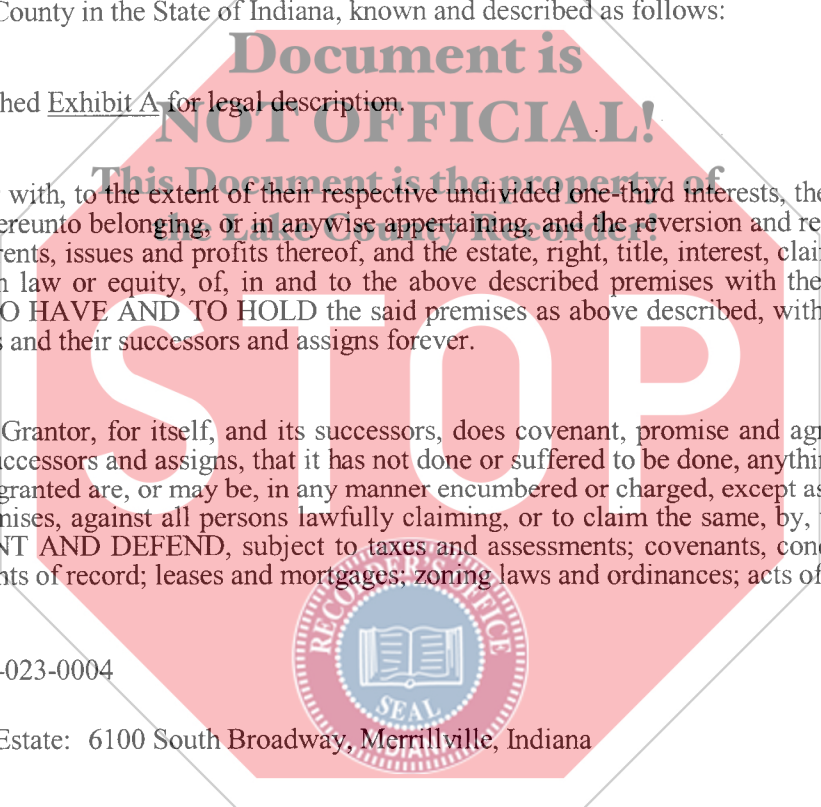 County in the State of Indiana, known and described as follows:
Document is
hed Exhibit A for legal description.
NOT OFFICIAL!
This Document is the property of
with, to the extent of their respective undivided one-third interests, the
ereunto belonging, or in anywise appertaining, and the reversion and re
the Lake County Recorder!
rents, issues and profits thereof, and the estate, right, title, interest, clai
law or equity, of, in and to the above described premises with the
O HAVE AND TO HOLD the said premises as above described, with
s and their successors and assigns forever.
STOP
Grantor, for itself, and its successors, does covenant, promise and agr
uccessors and assigns, that it has not done or suffered to be done, anythin
granted are, or may be, in any manner encumbered or charged, except as
mises, against all persons lawfully claiming, or to claim the same, by,
NT AND DEFEND, subject to taxes and assessments; covenants, con
nts of record; leases and mortgages; zoning laws and ordinances; acts of
RECORDER'S OFFICE
SEAL
INDIANA
-023-0004
Estate: 6100 South Broadway, Merrillville, Indiana